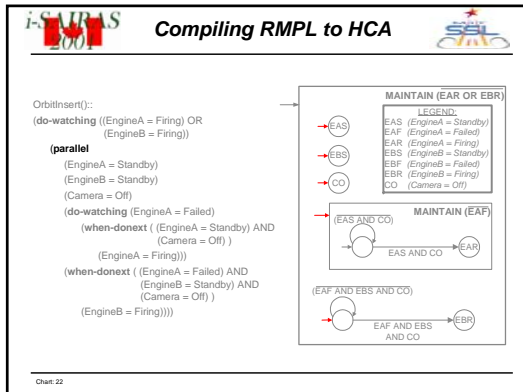 i-SAIRAS
2001
Compiling RMPL to HCA
SSL
OrbitInsert()::
(do-watching ((EngineA = Firing) OR
(EngineB = Firing))
(parallel
(EngineA = Standby)
(EngineB = Standby)
(Camera = Off)
(do-watching (EngineA = Failed)
(when-donext ( (EngineA = Standby) AND
(Camera = Off) )
(EngineA = Firing)))
(when-donext ( (EngineA = Failed) AND
(EngineB = Standby) AND
(Camera = Off) )
(EngineB = Firing))))
MAINTAIN (EAR OR EBR)
LEGEND:
EAS (EngineA = Standby)
EAF (EngineA = Failed)
EAR (EngineA = Firing)
EBS (EngineB = Standby)
EBF (EngineB = Failed)
EBR (EngineB = Firing)
CO (Camera = Off)
EAS
EBS
CO
MAINTAIN (EAF)
(EAS AND CO)
EAR
EAS AND CO
(EAF AND EBS AND CO)
EBR
EAF AND EBS
AND CO
Chart: 22